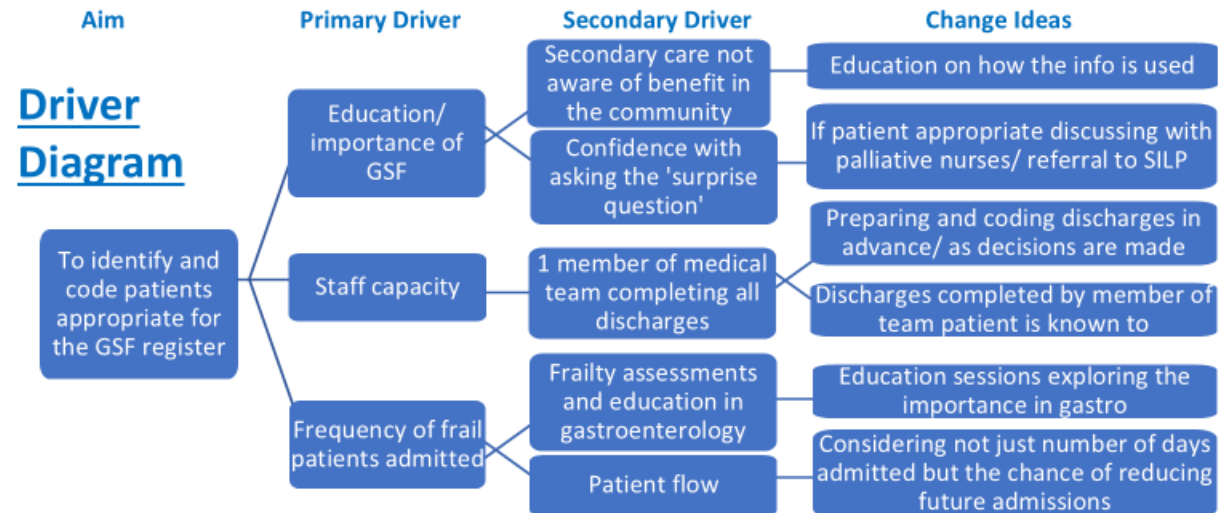 Aim
Primary Driver
Secondary Driver
Change Ideas
Driver
Diagram
To identify and
code patients
appropriate for
the GSF register
Education/
importance of
GSF
Staff capacity
Frequency of frail
patients admitted
Secondary care not
aware of benefit in
the community
Confidence with
asking the 'surprise
question'
1 member of medical
team completing all
discharges
Frailty assessments
and education in
gastroenterology
Patient flow
Education on how the info is used
If patient appropriate discussing with
palliative nurses/ referral to SILP
Preparing and coding discharges in
advance/ as decisions are made
Discharges completed by member of
team patient is known to
Education sessions exploring the
importance in gastro
Considering not just number of days
admitted but the chance of reducing
future admissions